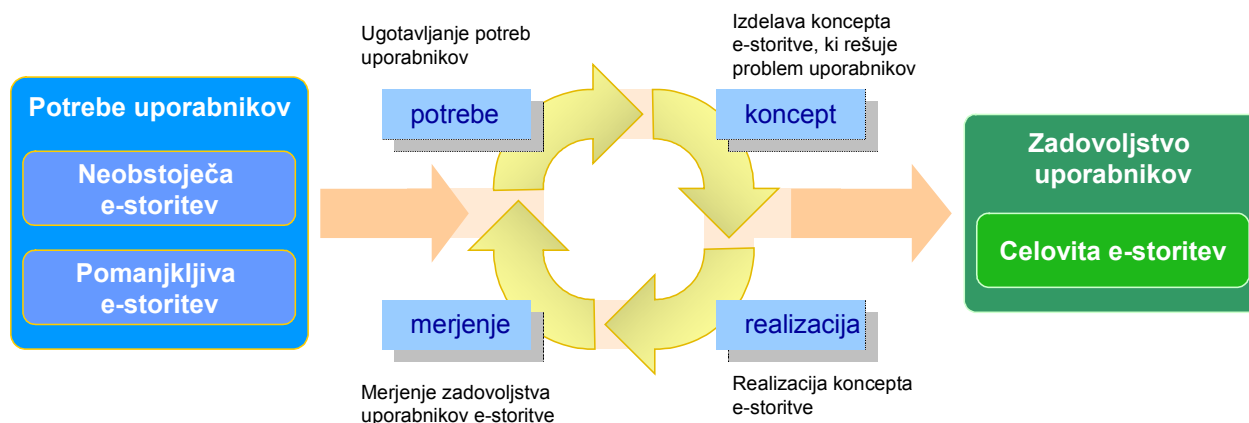 Potrebe uporabnikov
Neobstoječa
e-storitev
Pomanjkljiva
e-storitev
Ugotavljanje potreb
uporabnikov
potrebe
Izdelava koncepta
e-storitve, ki rešuje
problem uporabnikov
koncept
merjenje
Merjenje zadovoljstva
uporabnikov e-storitve
realizacija
Realizacija koncepta
e-storitve
Zadovoljstvo
uporabnikov
Celovita e-storitev